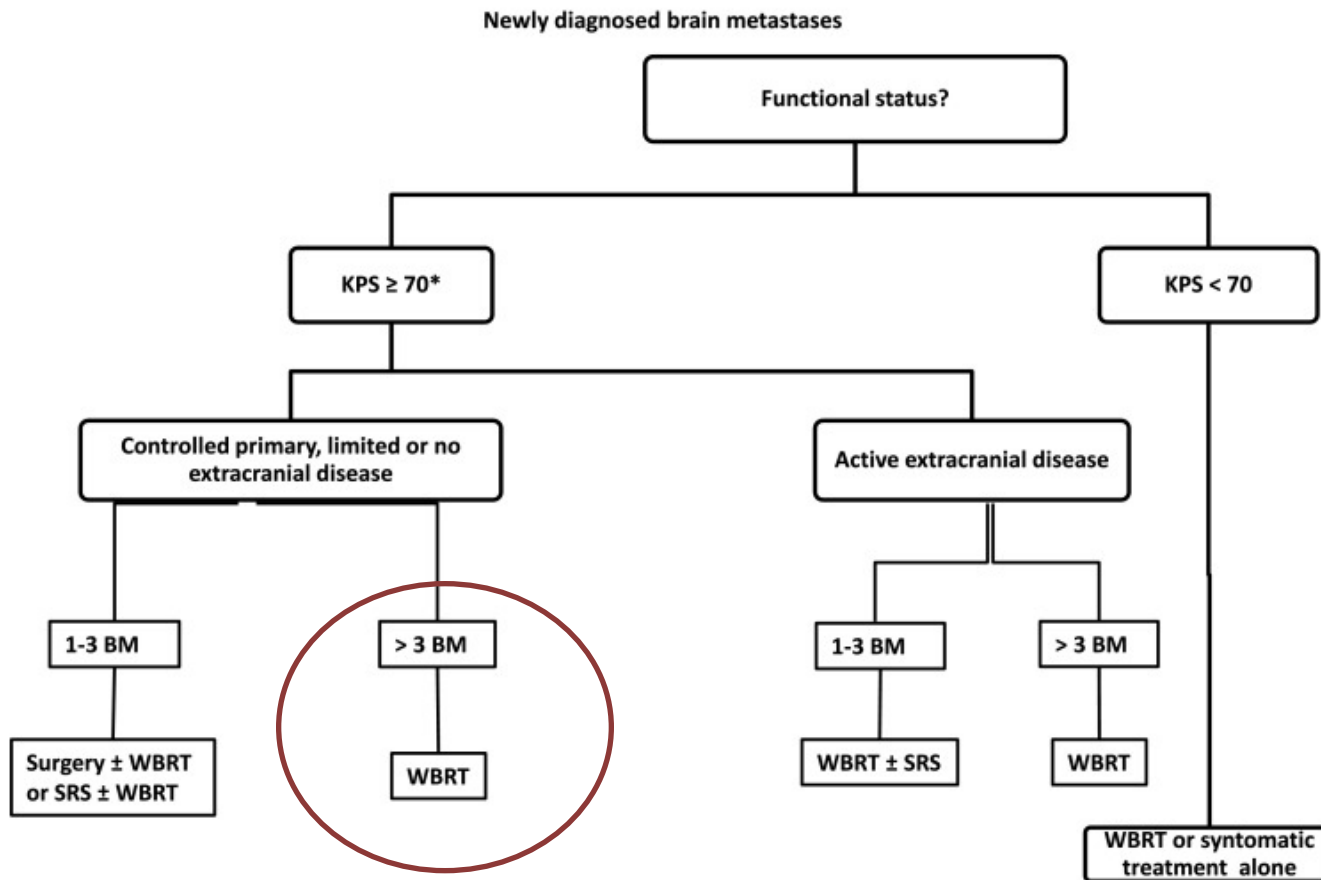 Newly diagnosed brain metastases
Functional status?
KPS ≥ 70*
KPS < 70
Controlled primary, limited or no
extracranial disease
Active extracranial disease
1-3 BM
> 3 BM
1-3 BM
> 3 BM
Surgery ± WBRT
or SRS ± WBRT
WBRT
WBRT ± SRS
WBRT
WBRT or syntomatic
treatment alone